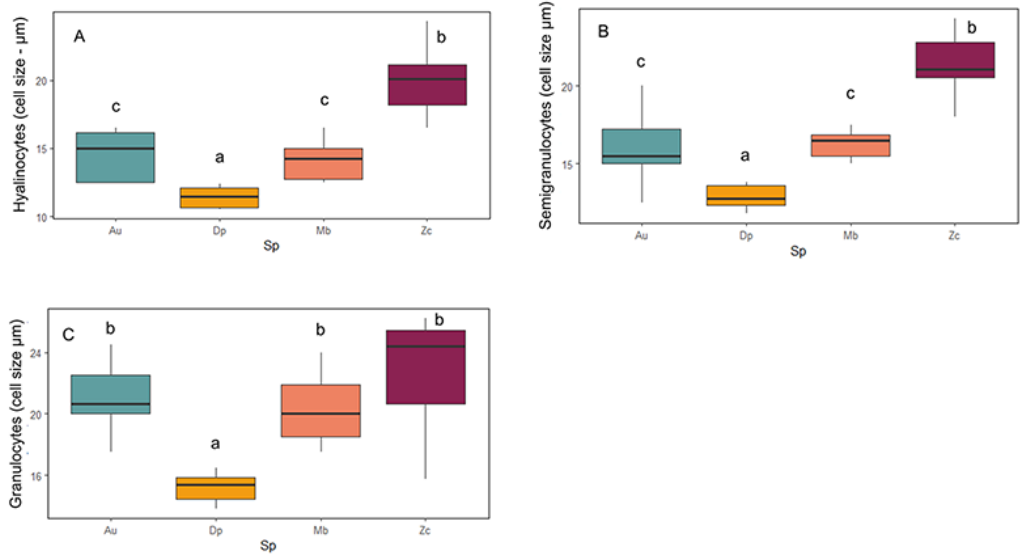 A
Hyalinocytes (cell size - µm)
20
15
10
c
a
c
b
Au
Dp
Mb
Zc
Sp
B
Semigranulocytes (cell size µm)
20
15
c
a
c
b
Au
Dp
Mb
Zc
Sp
C
Granulocytes (cell size µm)
24
20
16
b
a
b
b
Au
Dp
Mb
Zc
Sp